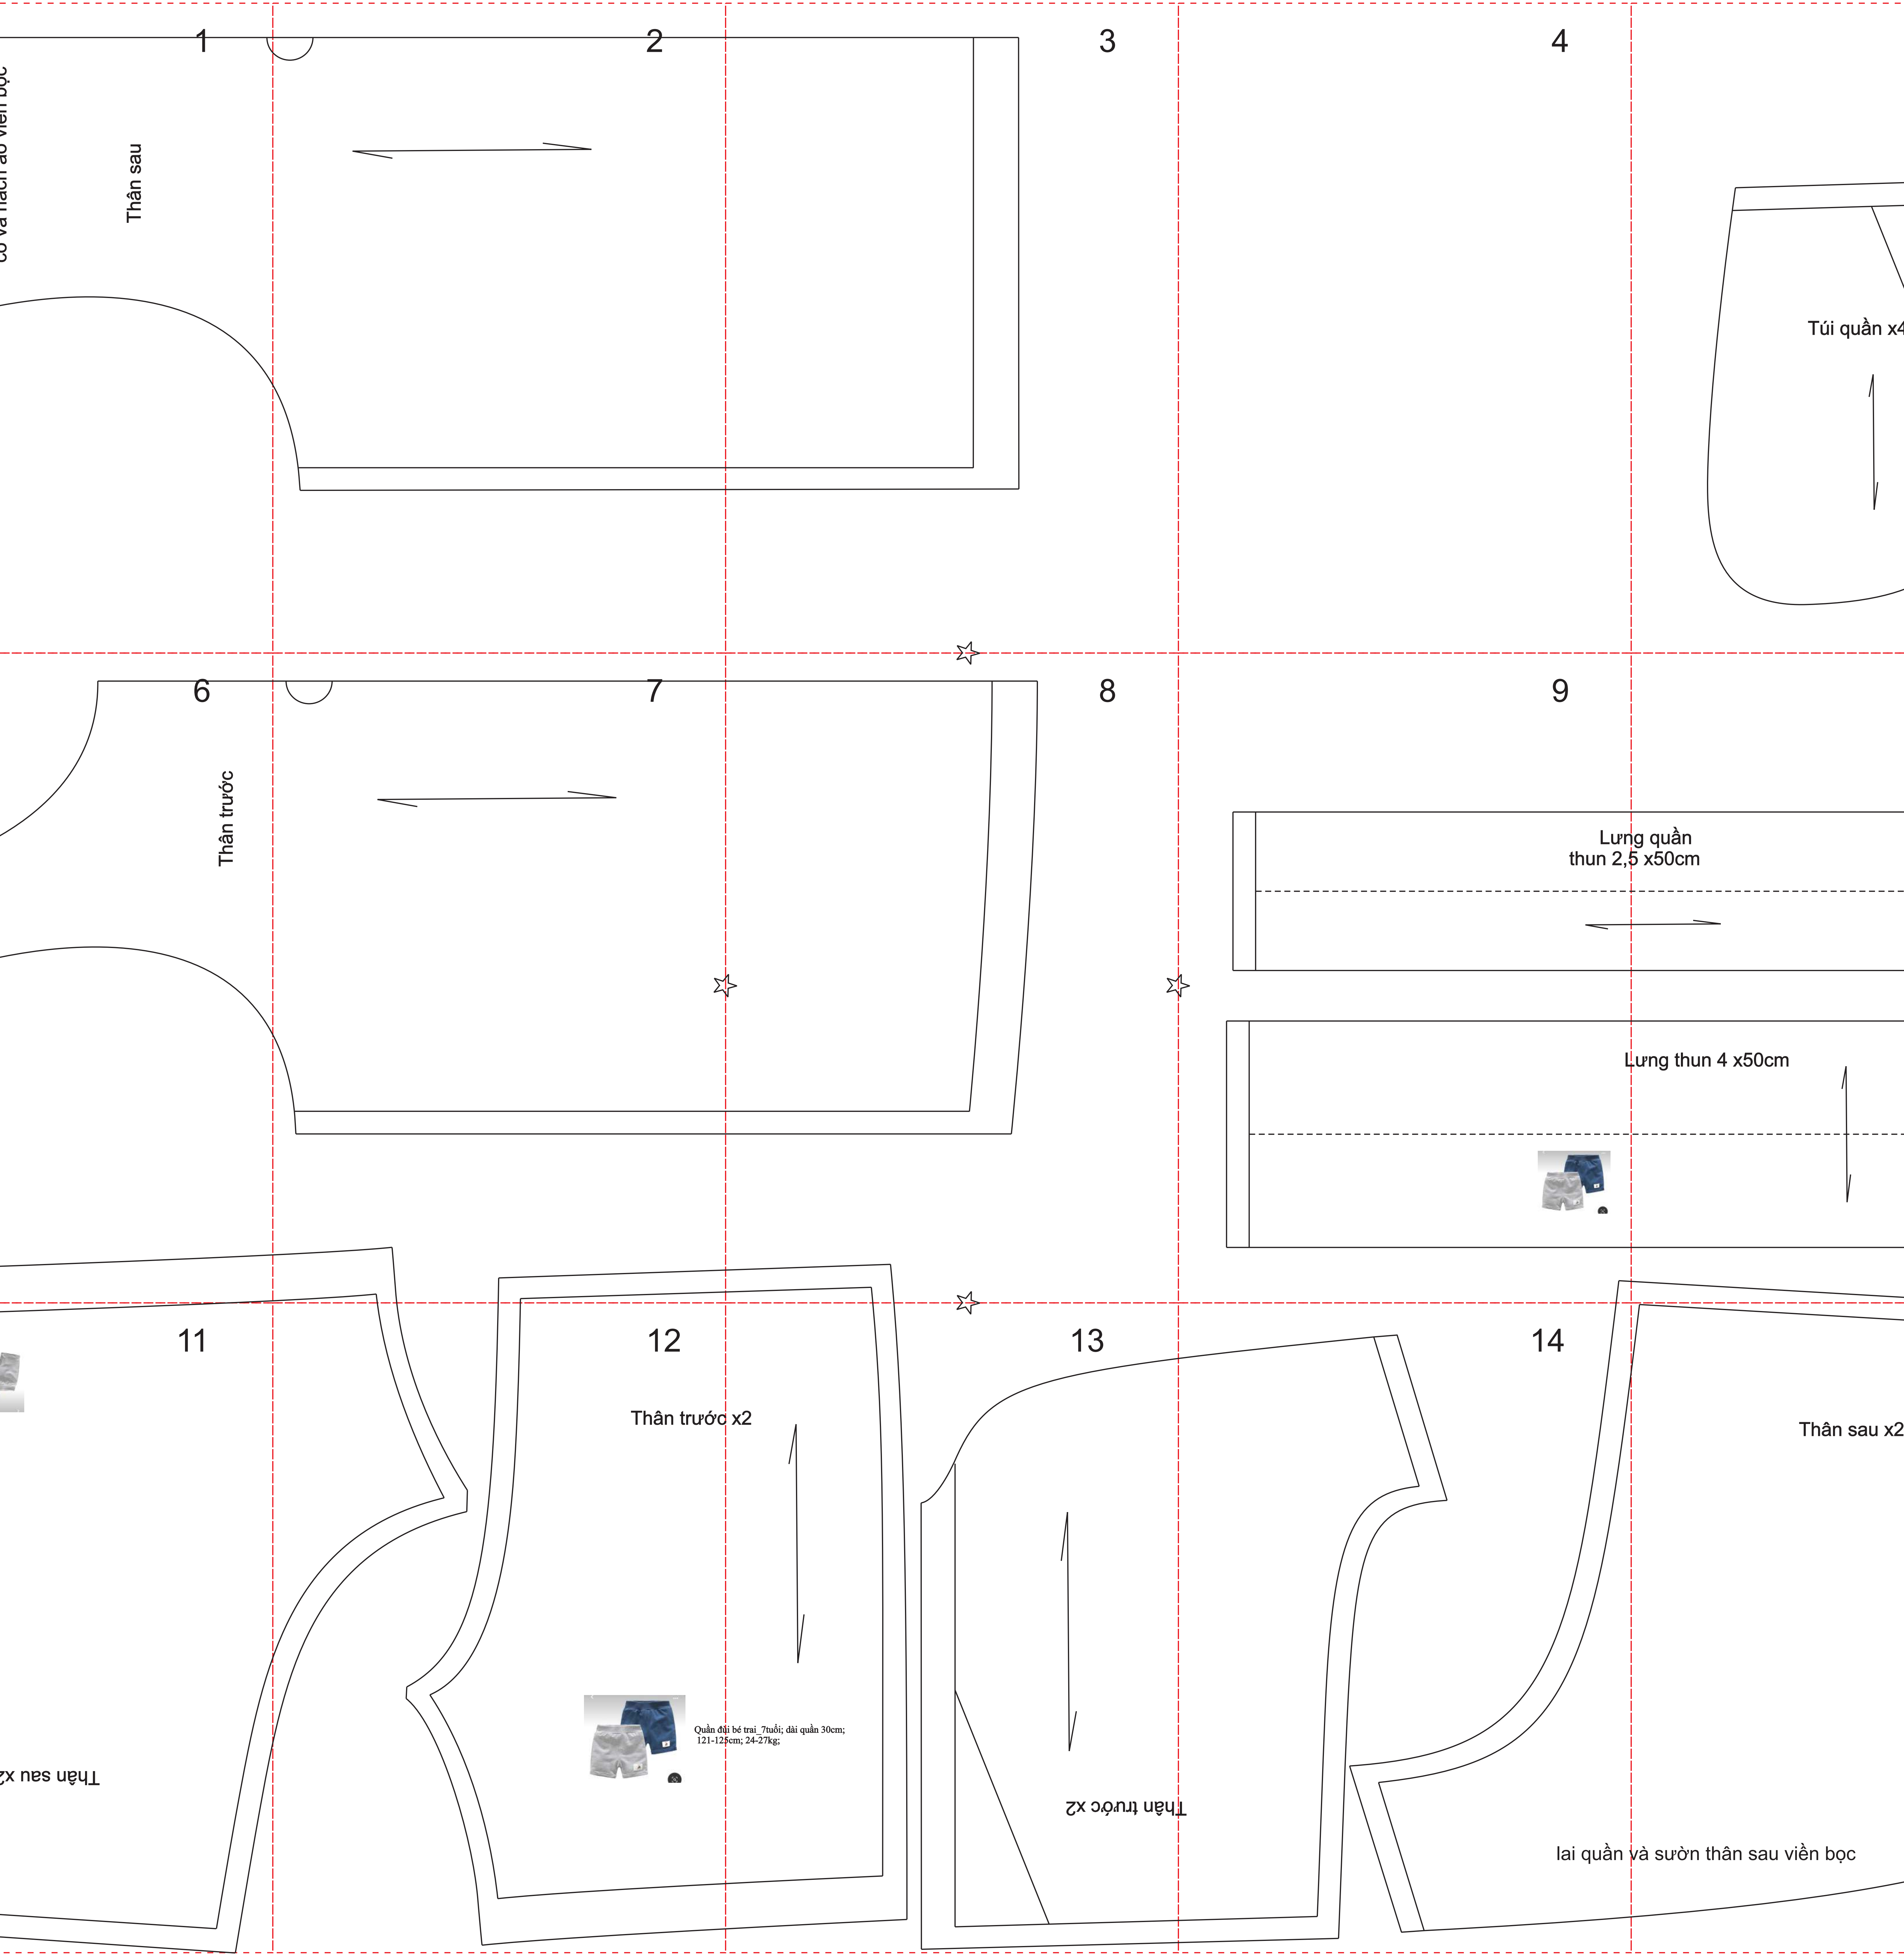 1
2
3
4
cổ và nách áo viền bọc
Thân sau
Túi quần x4
6
7
8
9
Thân trước
Lưng quần
thun 2,5 x50cm
Lưng thun 4 x50cm
11
12
13
14
Thân trước x2
Thân sau x2
Quần đùi bé trai_7tuổi; dài quần 30cm;
121-125cm; 24-27kg;
Thân sau x2
Thân trước x2
lai quần và sườn thân sau viền bọc